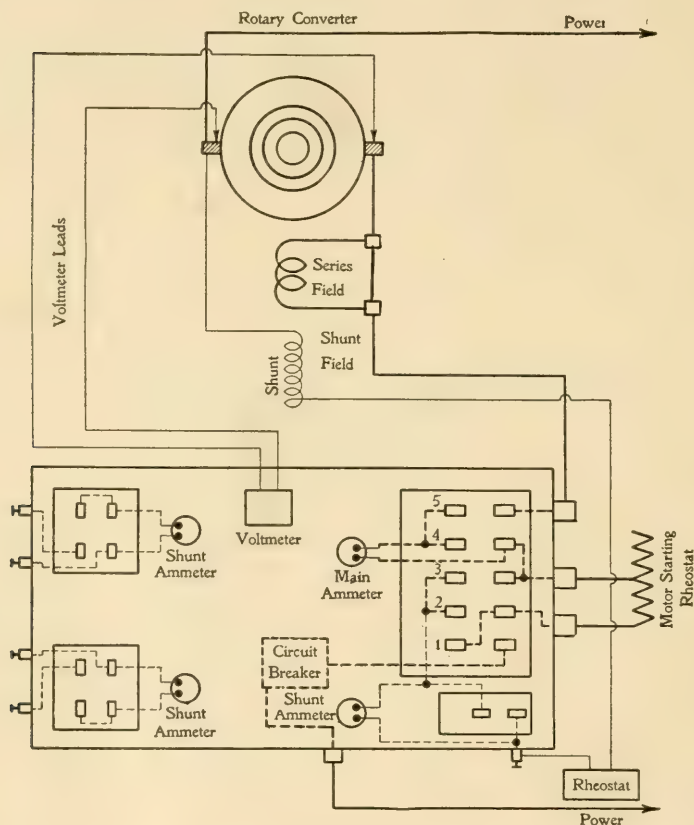 Rotary Converter
Power
Voltmeter Leads
Series
Field
Shunt
Field
Shunt
Voltmeter
Shunt
Ammeter
Main
Ammeter
5
4
3
2
1
Motor Starting
Rheostat
Circuit
Breaker
Shunt
Ammeter
Shunt
Ammeter
Rheostat
Power